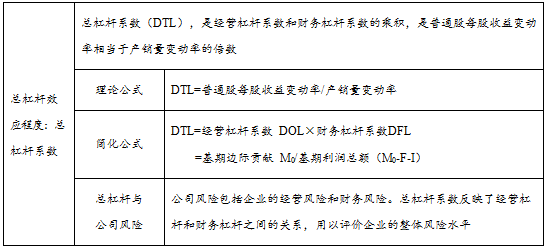 总杠杆效
应程度：总
杠杆系数
总杠杆系数（DTL），是经营杠杆系数和财务杠杆系数的乘积，是普通股每股收益变动
率相当于产销量变动率的倍数
理论公式
DTL=普通股每股收益变动率/产销量变动率
简化公式
DTL=经营杠杆系数 DOL×财务杠杆系数DFL
=基期边际贡献 M₀/基期利润总额（M₀-F-I）
总杠杆与
公司风险
公司风险包括企业的经营风险和财务风险。总杠杆系数反映了经营杠
杆和财务杠杆之间的关系，用以评价企业的整体风险水平